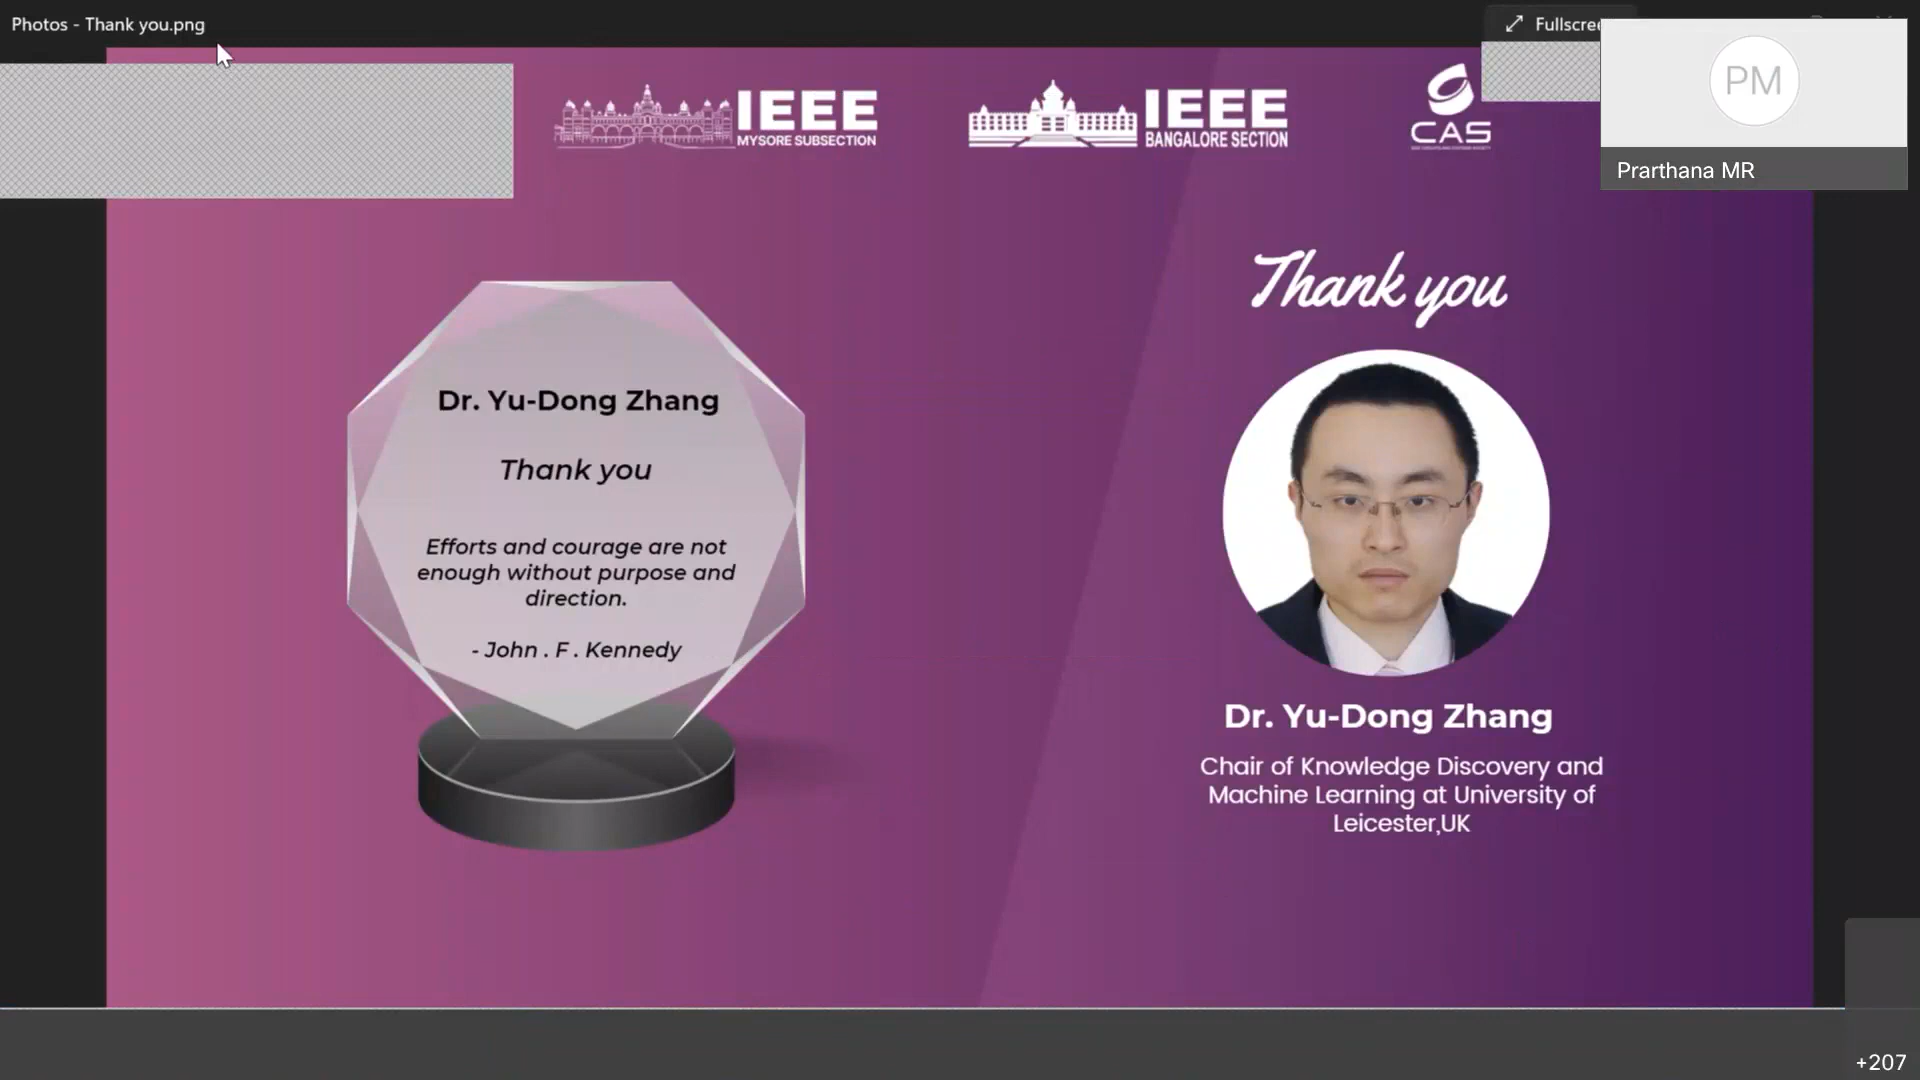 Photos - Thank you.png
Fullscree
PM
Prarthana MR
IEEE
MYSORE SUBSECTION
IEEE
BANGALORE SECTION
CAS
Dr. Yu-Dong Zhang
Thank you
Efforts and courage are not
enough without purpose and
direction.
- John . F . Kennedy
Thank you
Dr. Yu-Dong Zhang
Chair of Knowledge Discovery and
Machine Learning at University of
Leicester,UK
+207